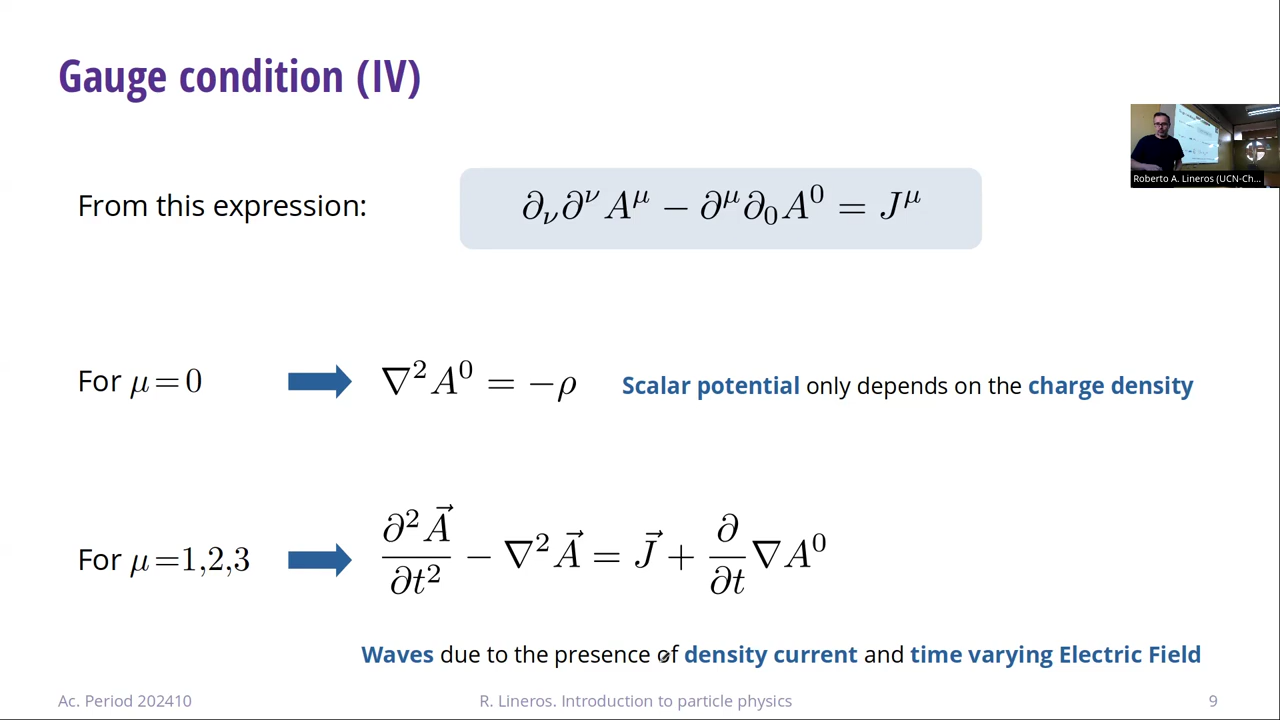 Gauge condition (IV)
From this expression: ∂_ν ∂^ν A^μ − ∂^μ ∂_0 A^0 = J^μ
Roberto A. Lineros (UCN-Ch...
For μ = 0 ∇²A^0 = −ρ Scalar potential only depends on the charge density
For μ=1,2,3 ∂²A⃗/∂t² − ∇²A⃗ = J⃗ + ∂/∂t ∇A^0
Waves due to the presence of density current and time varying Electric Field
Ac. Period 202410 R. Lineros. Introduction to particle physics 9